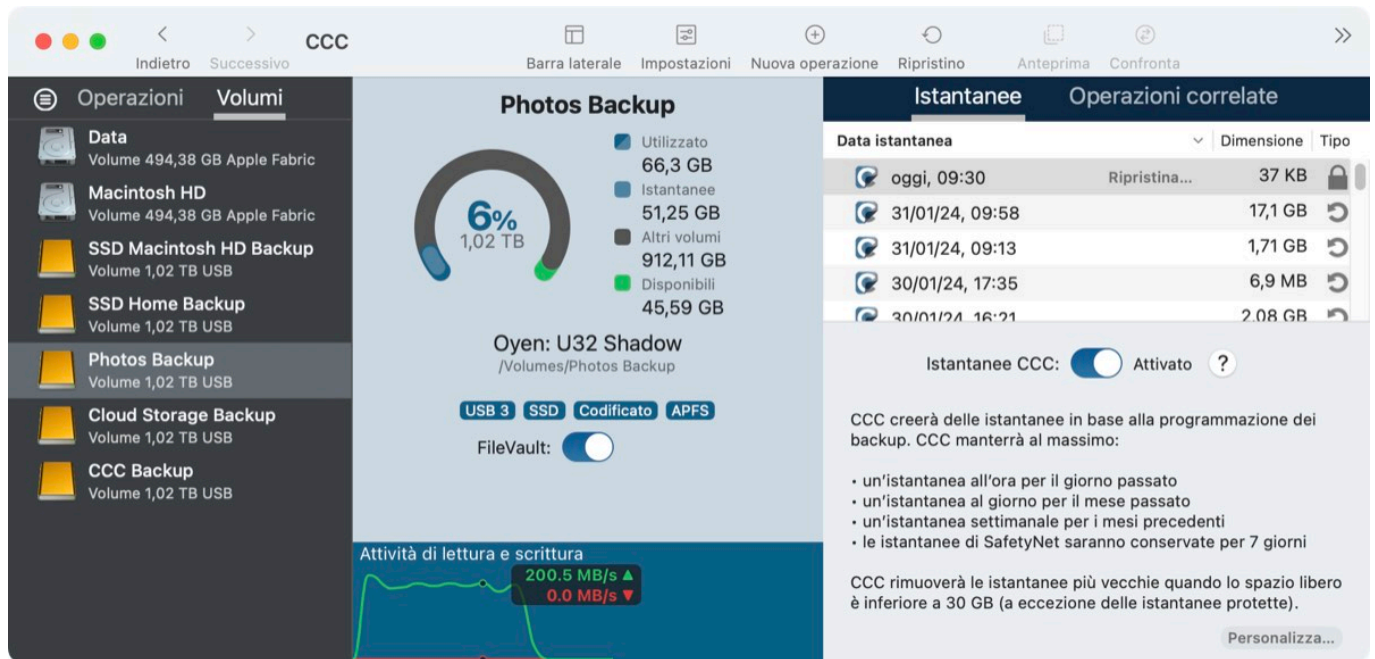 CCC
Indietro
Successivo
Barra laterale
Impostazioni
Nuova operazione
Ripristino
Anteprima
Confronta
Operazioni
Volumi
Data
Volume 494,38 GB Apple Fabric
Macintosh HD
Volume 494,38 GB Apple Fabric
SSD Macintosh HD Backup
Volume 1,02 TB USB
SSD Home Backup
Volume 1,02 TB USB
Photos Backup
Volume 1,02 TB USB
Cloud Storage Backup
Volume 1,02 TB USB
CCC Backup
Volume 1,02 TB USB
Photos Backup
6%
1,02 TB
Utilizzato
66,3 GB
Istantanee
51,25 GB
Altri volumi
912,11 GB
Disponibili
45,59 GB
Oyen: U32 Shadow
/Volumes/Photos Backup
USB 3 SSD Codificato APFS
FileVault:
Attività di lettura e scrittura
200.5 MB/s
0.0 MB/s
Istantanee
Operazioni correlate
Data istantanea Dimensione Tipo
oggi, 09:30 Ripristina... 37 KB
31/01/24, 09:58 17,1 GB
31/01/24, 09:13 1,71 GB
30/01/24, 17:35 6,9 MB
30/01/24, 16:21 2,08 GB
Istantanee CCC: Attivato ?
CCC creerà delle istantanee in base alla programmazione dei
backup. CCC manterrà al massimo:
• un'istantanea all'ora per il giorno passato
• un'istantanea al giorno per il mese passato
• un'istantanea settimanale per i mesi precedenti
• le istantanee di SafetyNet saranno conservate per 7 giorni
CCC rimuoverà le istantanee più vecchie quando lo spazio libero
è inferiore a 30 GB (a eccezione delle istantanee protette).
Personalizza...